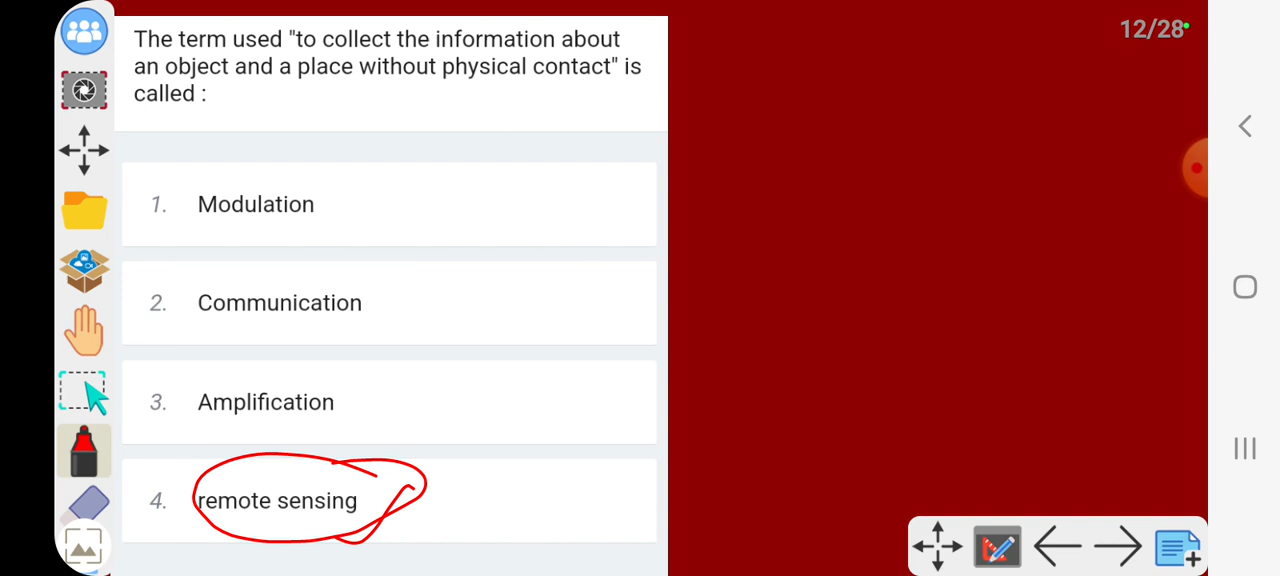 12/28
The term used "to collect the information about
an object and a place without physical contact" is
called :
1. Modulation
2. Communication
3. Amplification
4. remote sensing